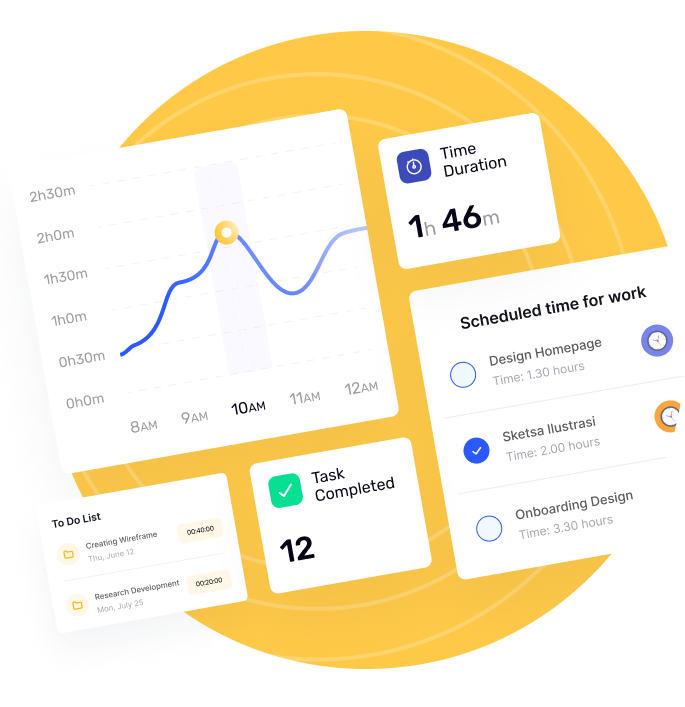 2h30m
2h0m
1h30m
1h0m
0h30m
0h0m
8AM 9AM 10AM 11AM 12AM
Time
Duration
1h 46m
Scheduled time for work
Design Homepage
Time: 1.30 hours
Sketsa Ilustrasi
Time: 2.00 hours
Onboarding Design
Time: 3.30 hours
Task
Completed
12
To Do List
Creating Wireframe
Thu, June 12
00:40:00
Research Development
Mon, July 25
00:20:00